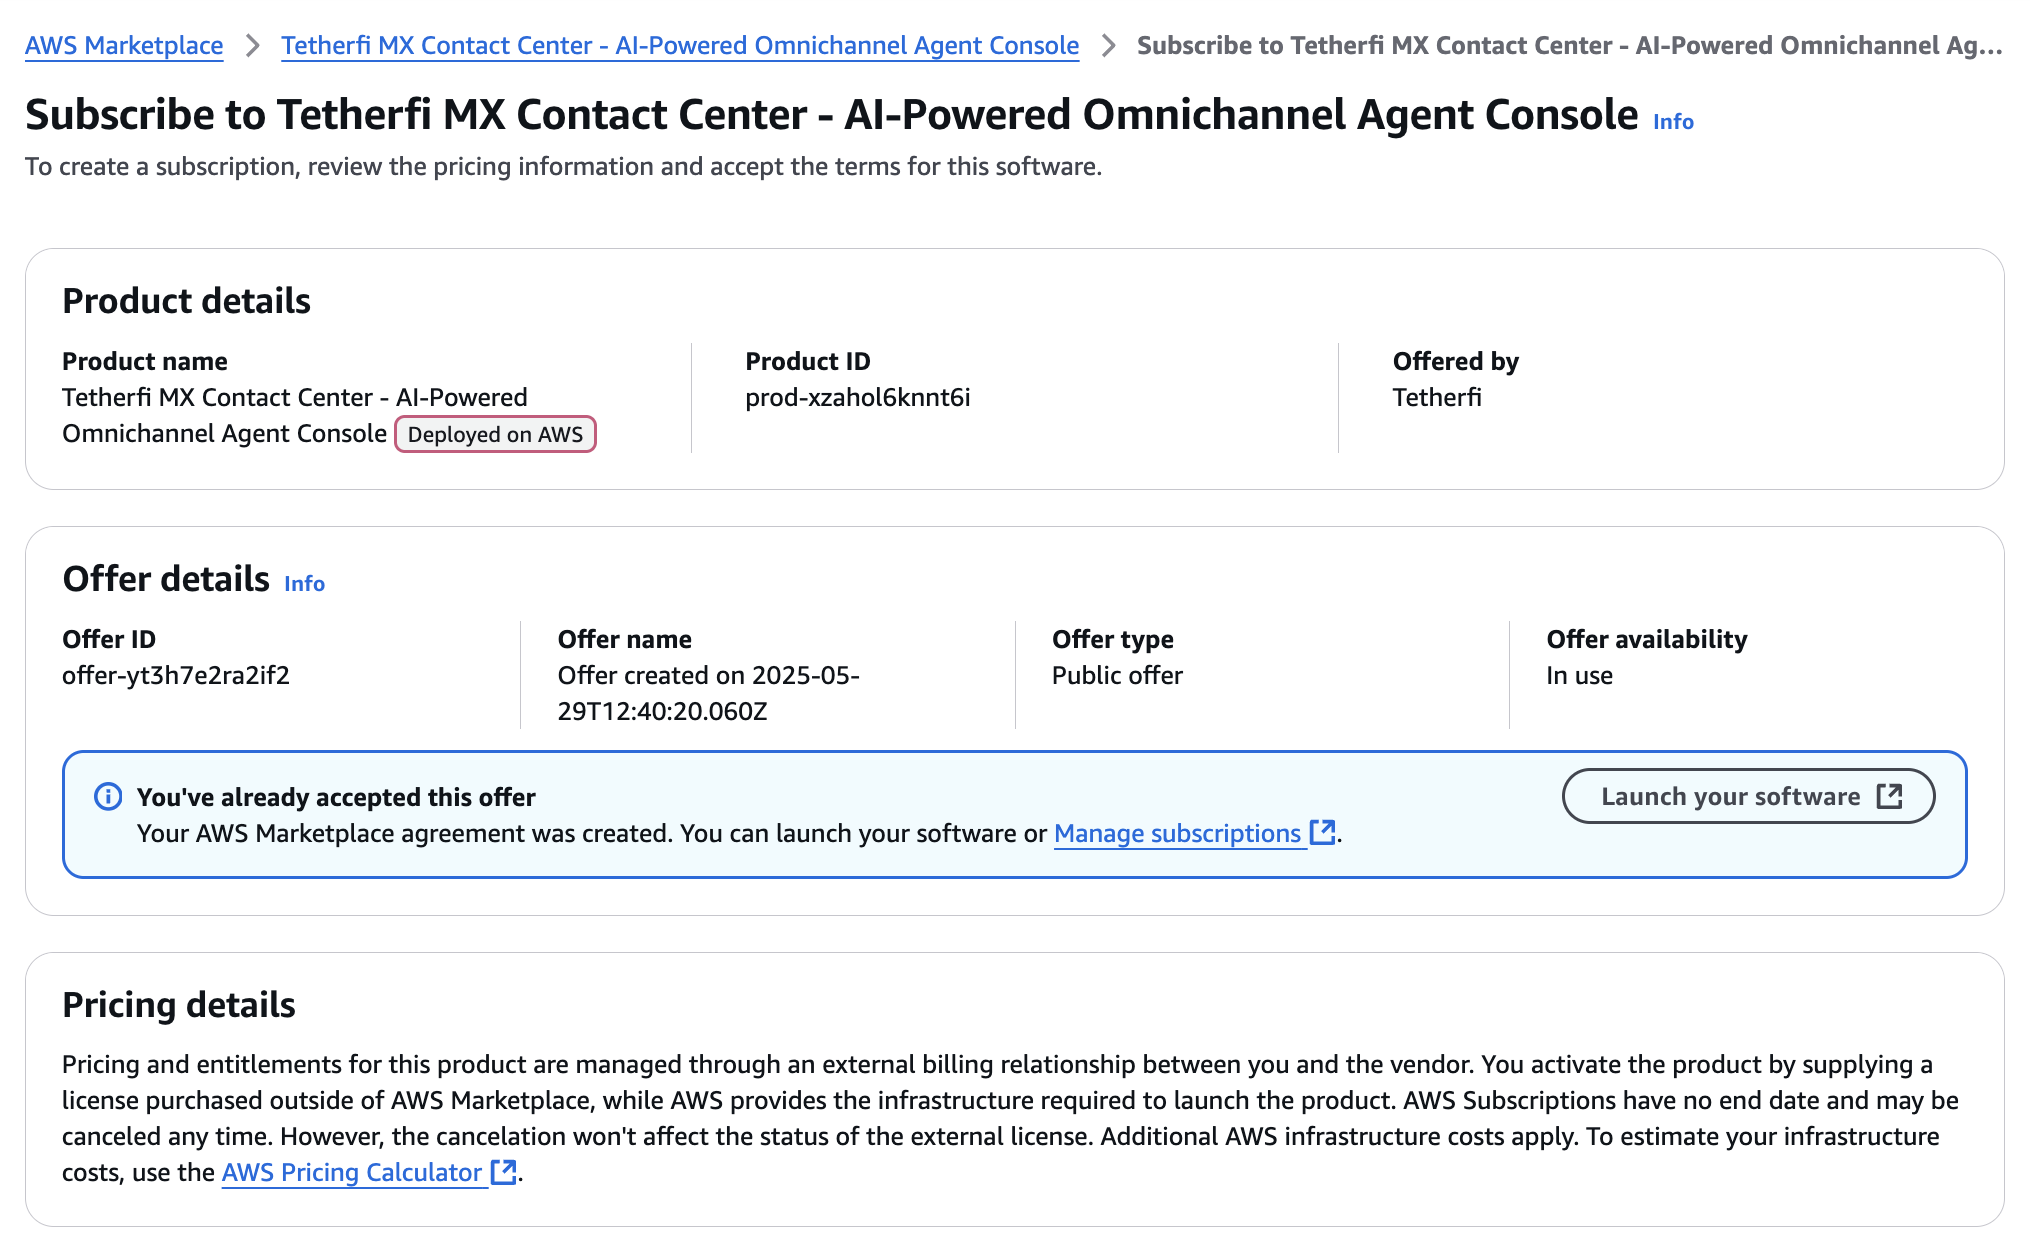 AWS Marketplace > Tetherfi MX Contact Center - AI-Powered Omnichannel Agent Console > Subscribe to Tetherfi MX Contact Center - AI-Powered Omnichannel Ag...
Subscribe to Tetherfi MX Contact Center - AI-Powered Omnichannel Agent Console Info
To create a subscription, review the pricing information and accept the terms for this software.
Product details
Product name
Tetherfi MX Contact Center - AI-Powered
Omnichannel Agent Console Deployed on AWS
Product ID
prod-xzahol6knnt6i
Offered by
Tetherfi
Offer details Info
Offer ID
offer-yt3h7e2ra2if2
Offer name
Offer created on 2025-05-
29T12:40:20.060Z
Offer type
Public offer
Offer availability
In use
You've already accepted this offer
Your AWS Marketplace agreement was created. You can launch your software or Manage subscriptions.
Launch your software
Pricing details
Pricing and entitlements for this product are managed through an external billing relationship between you and the vendor. You activate the product by supplying a
license purchased outside of AWS Marketplace, while AWS provides the infrastructure required to launch the product. AWS Subscriptions have no end date and may be
canceled any time. However, the cancelation won't affect the status of the external license. Additional AWS infrastructure costs apply. To estimate your infrastructure
costs, use the AWS Pricing Calculator.